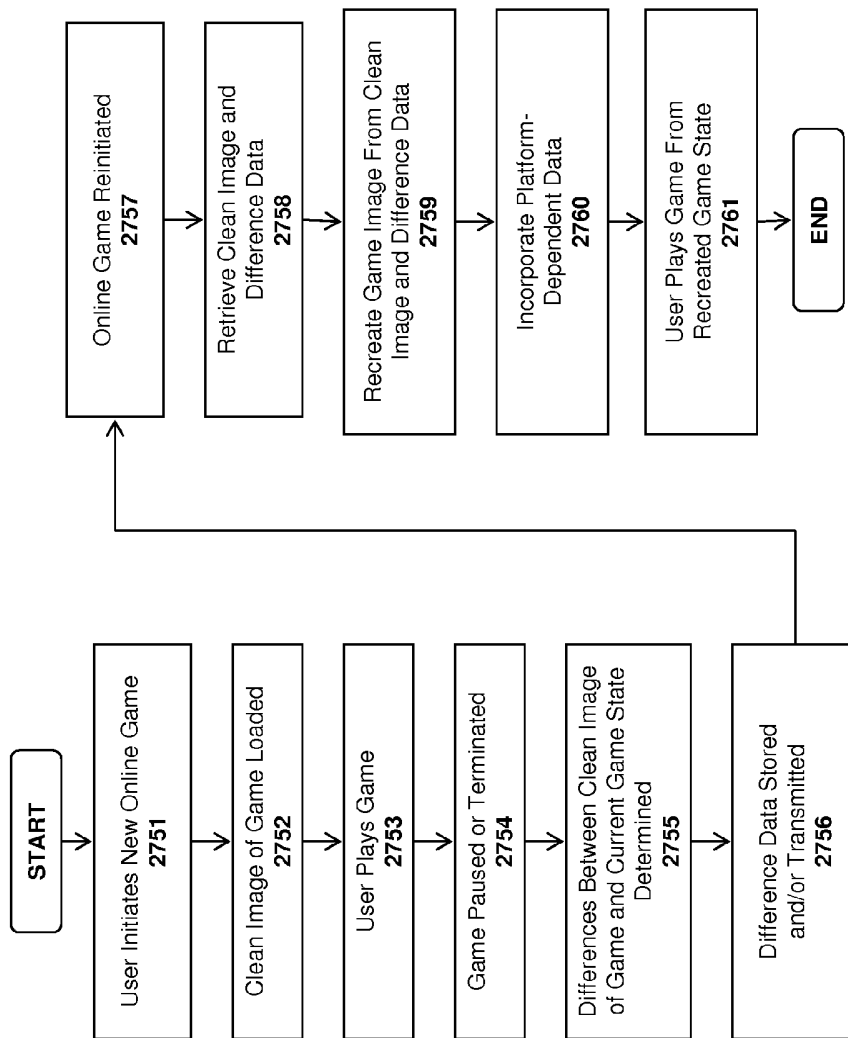 START
User Initiates New Online Game
2751
Clean Image of Game Loaded
2752
User Plays Game
2753
Game Paused or Terminated
2754
Differences Between Clean Image
of Game and Current Game State
Determined
2755
Difference Data Stored
and/or Transmitted
2756
Online Game Reinitiated
2757
Retrieve Clean Image and
Difference Data
2758
Recreate Game Image From Clean
Image and Difference Data
2759
Incorporate Platform-
Dependent Data
2760
User Plays Game From
Recreated Game State
2761
END